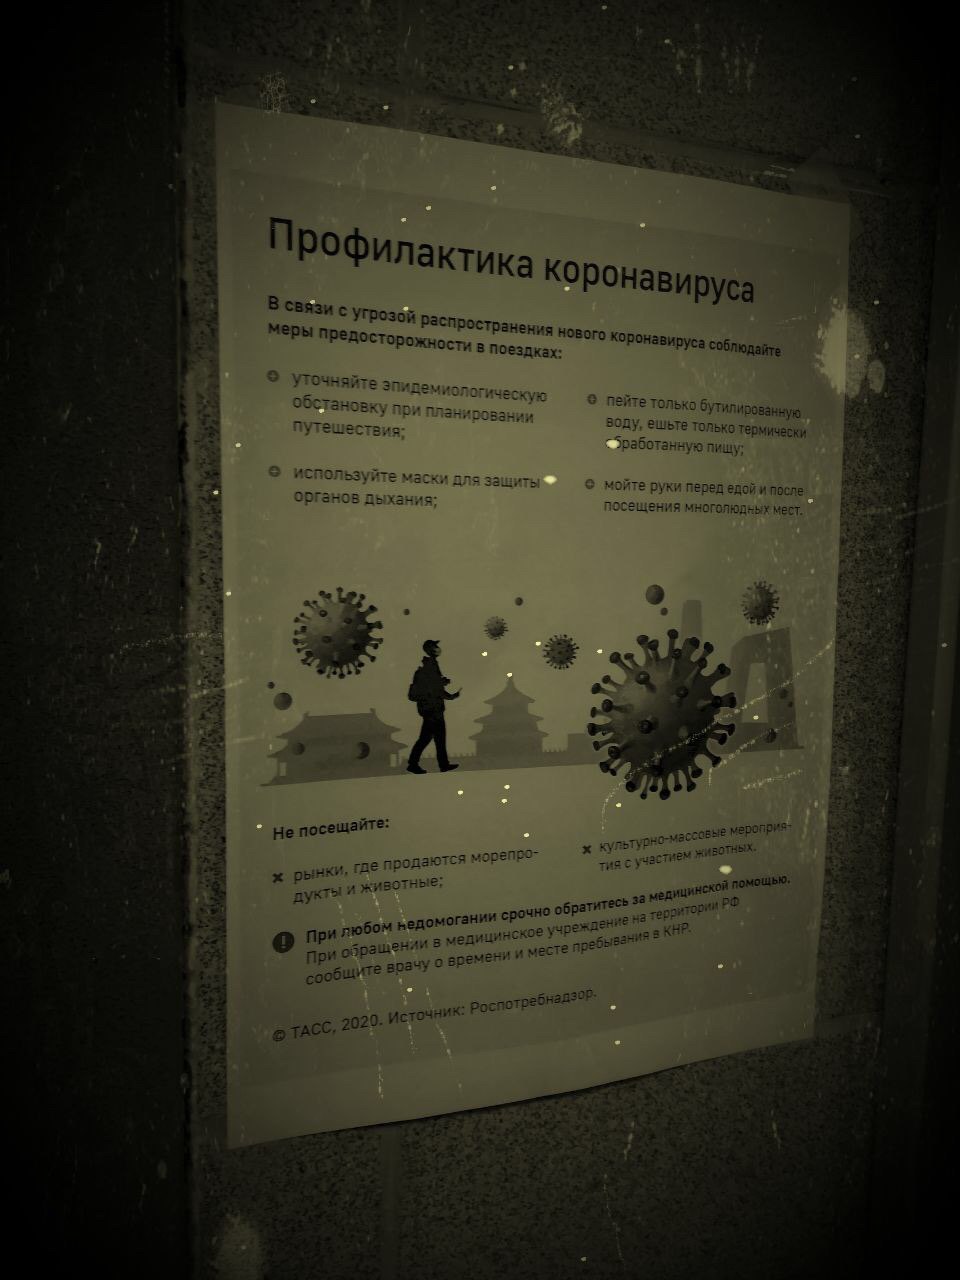 Профилактика коронавируса
В связи с угрозой распространения нового коронавируса соблюдайте
меры предосторожности в поездках:
уточняйте эпидемиологическую
обстановку при планировании
путешествия;
используйте маски для защиты
органов дыхания;
пейте только бутилированную
воду, ешьте только термически
обработанную пищу;
мойте руки перед едой и после
посещения многолюдных мест.
Не посещайте:
рынки, где продаются морепро-
дукты и животные;
культурно-массовые мероприя-
тия с участием животных.
При любом недомогании срочно обратитесь за медицинской помощью.
При обращении в медицинское учреждение на территории РФ
сообщите врачу о времени и месте пребывания в КНР.
© ТАСС, 2020. Источник: Роспотребнадзор.